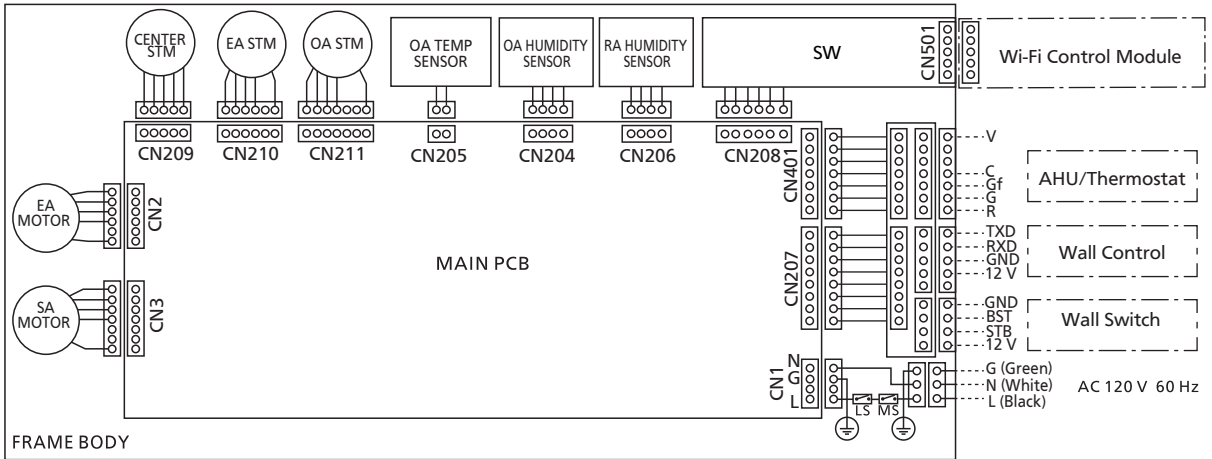 CENTER
STM
EA STM
OA STM
OA TEMP
SENSOR
OA HUMIDITY
SENSOR
RA HUMIDITY
SENSOR
SW
CN501
Wi-Fi Control Module
CN209
CN210
CN211
CN205
CN204
CN206
CN208
CN401
V
C
Gf
G
R
AHU/Thermostat
EA
MOTOR
CN2
MAIN PCB
CN207
TXD
RXD
GND
12 V
Wall Control
SA
MOTOR
CN3
GND
BST
STB
12 V
Wall Switch
CN1
N
G
L
LS
MS
G (Green)
N (White)
L (Black)
AC 120 V 60 Hz
FRAME BODY